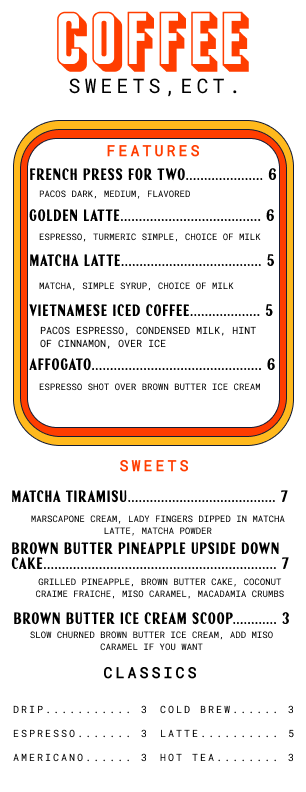 COFFEE
SWEETS,ECT.
FEATURES
FRENCH PRESS FOR TWO...................... 6
PACOS DARK, MEDIUM, FLAVORED
GOLDEN LATTE......................................... 6
ESPRESSO, TURMERIC SIMPLE, CHOICE OF MILK
MATCHA LATTE......................................... 5
MATCHA, SIMPLE SYRUP, CHOICE OF MILK
VIETNAMESE ICED COFFEE...................... 5
PACOS ESPRESSO, CONDENSED MILK, HINT
OF CINNAMON, OVER ICE
AFFOGATO................................................. 6
ESPRESSO SHOT OVER BROWN BUTTER ICE CREAM
SWEETS
MATCHA TIRAMISU.......................................... 7
MARSCAPONE CREAM, LADY FINGERS DIPPED IN MATCHA
LATTE, MATCHA POWDER
BROWN BUTTER PINEAPPLE UPSIDE DOWN
CAKE.................................................................. 7
GRILLED PINEAPPLE, BROWN BUTTER CAKE, COCONUT
CRAIME FRAICHE, MISO CARAMEL, MACADAMIA CRUMBS
BROWN BUTTER ICE CREAM SCOOP............ 3
SLOW CHURNED BROWN BUTTER ICE CREAM, ADD MISO
CARAMEL IF YOU WANT
CLASSICS
DRIP........... 3 COLD BREW...... 3
ESPRESSO....... 3 LATTE.......... 5
AMERICANO...... 3 HOT TEA........ 3